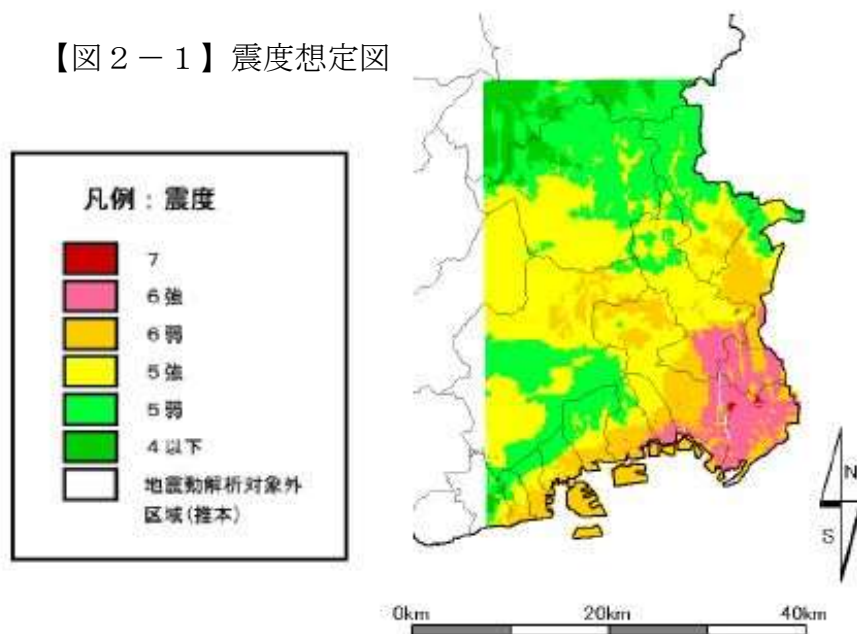 【図２－１】震度想定図
凡例：震度
7
6強
6弱
5強
5弱
4以下
地震動解析対象外
区域(推本)
N
S
0km 20km 40km